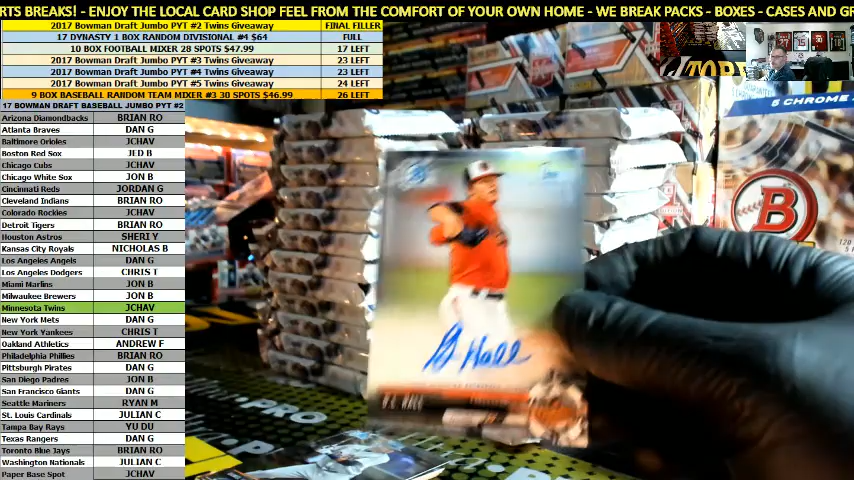 RTS BREAKS! - ENJOY THE LOCAL CARD SHOP FEEL FROM THE COMFORT OF YOUR OWN HOME - WE BREAK PACKS - BOXES - CASES AND GR
2017 Bowman Draft Jumbo PYT #2 Twins Giveaway FINAL FILLER
17 DYNASTY 1 BOX RANDOM DIVISIONAL #4 $64 FULL
10 BOX FOOTBALL MIXER 28 SPOTS $47.99 17 LEFT
2017 Bowman Draft Jumbo PYT #3 Twins Giveaway 23 LEFT
2017 Bowman Draft Jumbo PYT #4 Twins Giveaway 23 LEFT
2017 Bowman Draft Jumbo PYT #5 Twins Giveaway 24 LEFT
9 BOX BASEBALL RANDOM TEAM MIXER #3 30 SPOTS $46.99 26 LEFT
17 BOWMAN DRAFT BASEBALL JUMBO PYT #2
Arizona Diamondbacks BRIAN RO
Atlanta Braves DAN G
Baltimore Orioles JCHAV
Boston Red Sox JED B
Chicago Cubs JCHAV
Chicago White Sox JON B
Cincinnati Reds JORDAN G
Cleveland Indians BRIAN RO
Colorado Rockies JCHAV
Detroit Tigers BRIAN RO
Houston Astros SHERI Y
Kansas City Royals NICHOLAS B
Los Angeles Angels DAN G
Los Angeles Dodgers CHRIS T
Miami Marlins JON B
Milwaukee Brewers JON B
Minnesota Twins JCHAV
New York Mets DAN G
New York Yankees CHRIS T
Oakland Athletics ANDREW F
Philadelphia Phillies BRIAN RO
Pittsburgh Pirates DAN G
San Diego Padres JON B
San Francisco Giants DAN G
Seattle Mariners RYAN M
St. Louis Cardinals JULIAN C
Tampa Bay Rays YU DU
Texas Rangers DAN G
Toronto Blue Jays BRIAN RO
Washington Nationals JULIAN C
Paper Base Spot JCHAV
5 CHROME
B
Hall
HALL
PRO